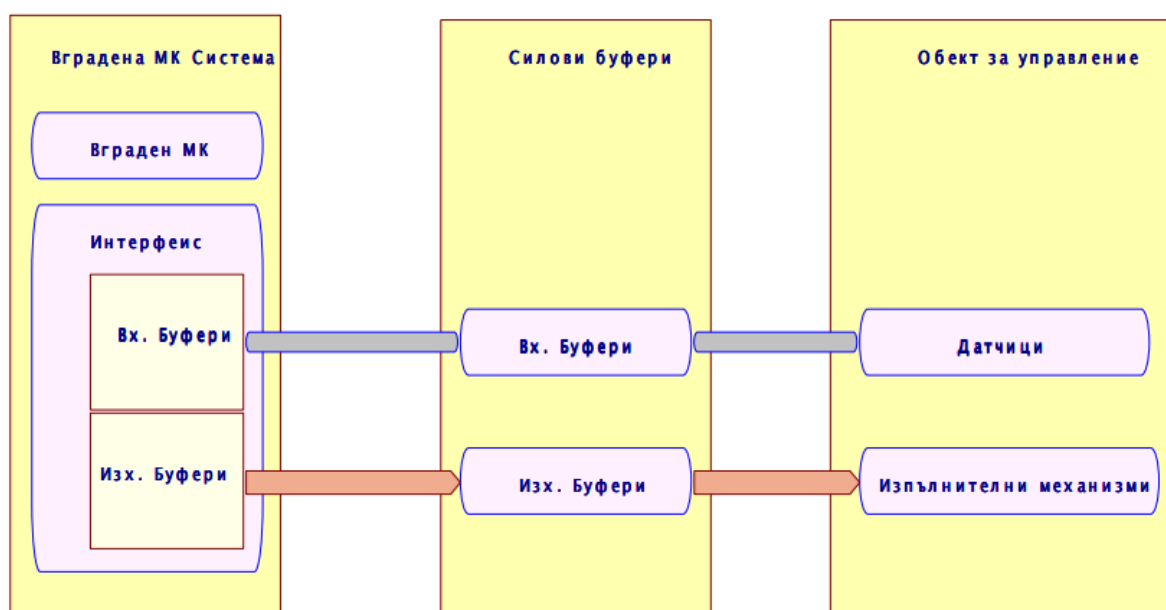 Вградена МК Система
Силови буфери
Обект за управление
Вграден МК
Интерфеис
Вх. Буфери
Вх. Буфери
Датчици
Изх. Буфери
Изх. Буфери
Изпълнителни механизми